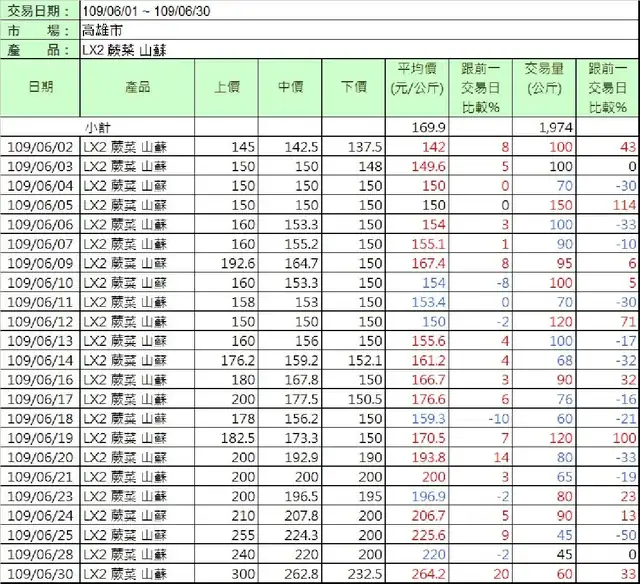 交易日期： 109/06/01 ~ 109/06/30
市 場： 高雄市
產 品： LX2 蕨菜 山蘇
日期 產品 上價 中價 下價 平均價 (元/公斤) 跟前一交易日比較% 交易量 (公斤) 跟前一交易日比較%
小計 169.9 1,974
109/06/02 LX2 蕨菜 山蘇 145 142.5 137.5 142 8 100 43
109/06/03 LX2 蕨菜 山蘇 150 150 148 149.6 5 100 0
109/06/04 LX2 蕨菜 山蘇 150 150 150 150 0 70 -30
109/06/05 LX2 蕨菜 山蘇 150 150 150 150 0 150 114
109/06/06 LX2 蕨菜 山蘇 160 153.3 150 154 3 100 -33
109/06/07 LX2 蕨菜 山蘇 160 155.2 150 155.1 1 90 -10
109/06/09 LX2 蕨菜 山蘇 192.6 164.7 150 167.4 8 95 6
109/06/10 LX2 蕨菜 山蘇 160 153.3 150 154 -8 100 5
109/06/11 LX2 蕨菜 山蘇 158 153 150 153.4 0 70 -30
109/06/12 LX2 蕨菜 山蘇 150 150 150 150 -2 120 71
109/06/13 LX2 蕨菜 山蘇 160 156 150 155.6 4 100 -17
109/06/14 LX2 蕨菜 山蘇 176.2 159.2 152.1 161.2 4 68 -32
109/06/16 LX2 蕨菜 山蘇 180 167.8 150 166.7 3 90 32
109/06/17 LX2 蕨菜 山蘇 200 177.5 150.5 176.6 6 76 -16
109/06/18 LX2 蕨菜 山蘇 178 156.2 150 159.3 -10 60 -21
109/06/19 LX2 蕨菜 山蘇 182.5 173.3 150 170.5 7 120 100
109/06/20 LX2 蕨菜 山蘇 200 192.9 190 193.8 14 80 -33
109/06/21 LX2 蕨菜 山蘇 200 200 200 200 3 65 -19
109/06/23 LX2 蕨菜 山蘇 200 196.5 195 196.9 -2 80 23
109/06/24 LX2 蕨菜 山蘇 210 207.8 200 206.7 5 90 13
109/06/25 LX2 蕨菜 山蘇 255 224.3 200 225.6 9 45 -50
109/06/28 LX2 蕨菜 山蘇 240 220 200 220 -2 45 0
109/06/30 LX2 蕨菜 山蘇 300 262.8 232.5 264.2 20 60 33